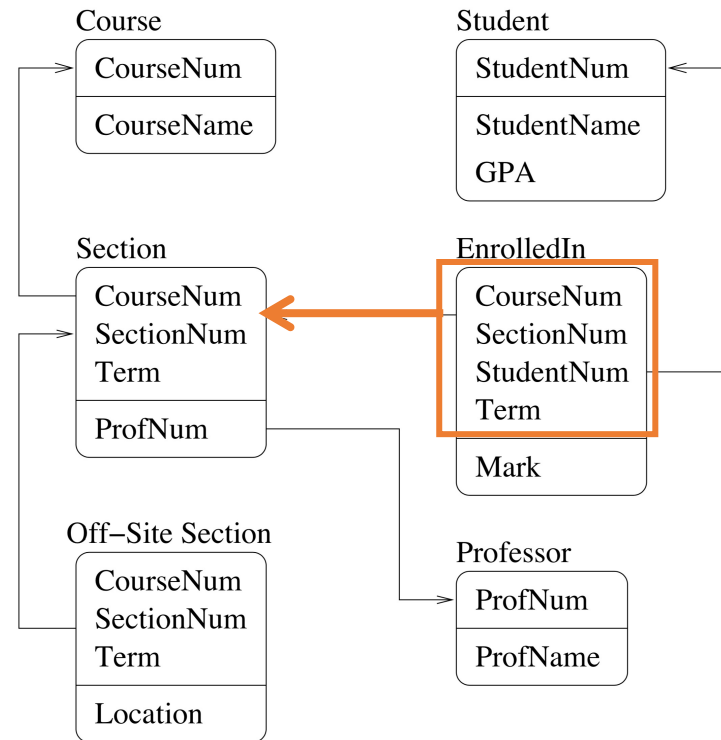 Course
CourseNum
CourseName
Student
StudentNum
StudentName
GPA
Section
CourseNum
SectionNum
Term
ProfNum
EnrolledIn
CourseNum
SectionNum
StudentNum
Term
Mark
Off−Site Section
CourseNum
SectionNum
Term
Location
Professor
ProfNum
ProfName